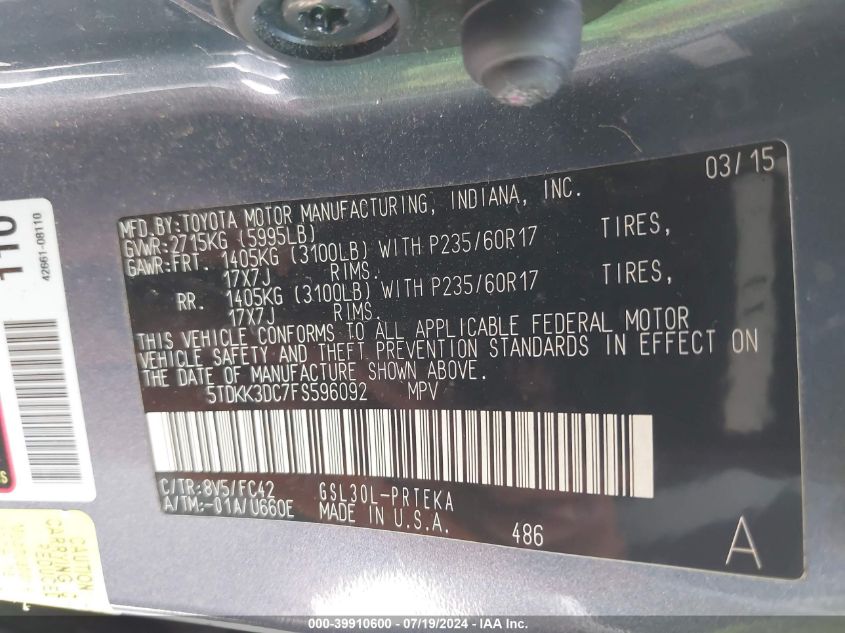 03/15
MFD.BY:TOYOTA MOTOR MANUFACTURING, INDIANA, INC.
GVWR:2715KG (5995LB)
GAWR:FRT. 1405KG (3100LB) WITH P235/60R17 TIRES,
17X7J RIMS.
RR. 1405KG (3100LB) WITH P235/60R17 TIRES,
17X7J RIMS.
THIS VEHICLE CONFORMS TO ALL APPLICABLE FEDERAL MOTOR
VEHICLE SAFETY AND THEFT PREVENTION STANDARDS IN EFFECT ON
THE DATE OF MANUFACTURE SHOWN ABOVE.
5TDKK3DC7FS596092 MPV
C/TR:8V5/FC42 GSL30L-PRTEKA
A/TM:-01A/U660E MADE IN U.S.A.
486
A
110
42661-08110
CAUTION
CARRYING
REDUCE
000-39910600 - 07/19/2024 - IAA Inc.